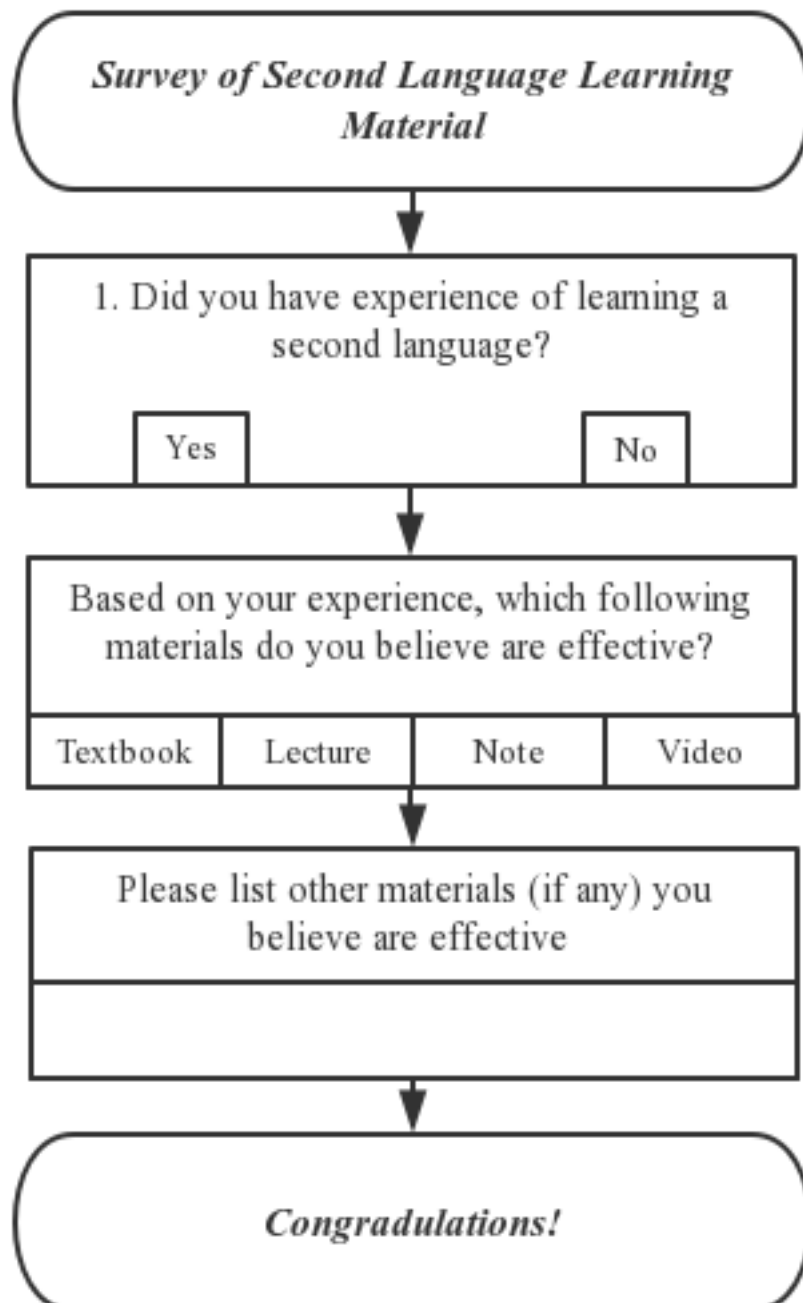 Survey of Second Language Learning
Material
1. Did you have experience of learning a
second language?
Yes
No
Based on your experience, which following
materials do you believe are effective?
Textbook
Lecture
Note
Video
Please list other materials (if any) you
believe are effective
Congradulations!